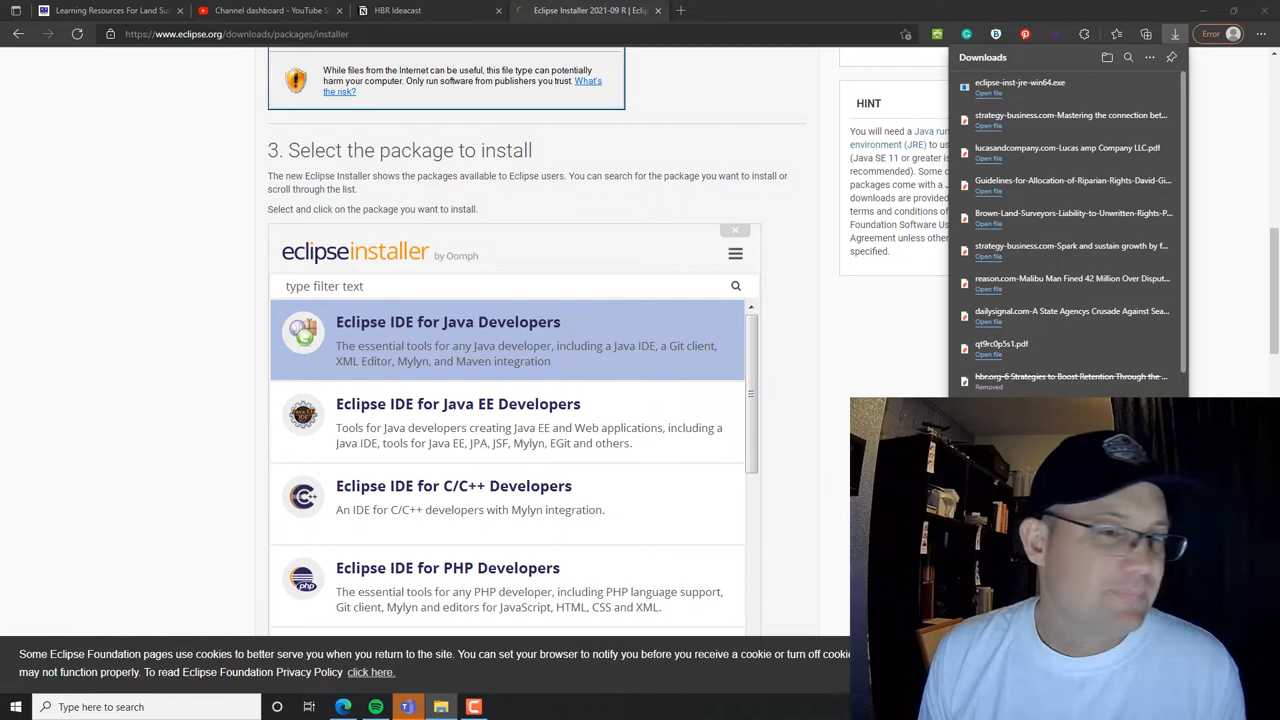 Learning Resources For Land Su
Channel dashboard - YouTube S
HBR Ideacast
Eclipse Installer 2021-09 R | Eclip
https://www.eclipse.org/downloads/packages/installer
Error
While files from the Internet can be useful, this file type can potentially
harm your computer. Only run software from publishers you trust. What's
the risk?
3. Select the package to install
The new Eclipse Installer shows the packages available to Eclipse users. You can search for the package you want to install or
scroll through the list.
Select and click on the package you want to install.
eclipseinstaller by Oomph
type filter text
Eclipse IDE for Java Developers
The essential tools for any Java developer, including a Java IDE, a Git client,
XML Editor, Mylyn, and Maven integration
Eclipse IDE for Java EE Developers
Tools for Java developers creating Java EE and Web applications, including a
Java IDE, tools for Java EE, JPA, JSF, Mylyn, EGit and others.
Eclipse IDE for C/C++ Developers
An IDE for C/C++ developers with Mylyn integration.
php
Eclipse IDE for PHP Developers
The essential tools for any PHP developer, including PHP language support,
Git client, Mylyn and editors for JavaScript, HTML, CSS and XML.
HINT
You will need a Java run
environment (JRE) to us
(Java SE 11 or greater is
recommended). Some c
packages come with a J
downloads are provided
terms and conditions of
Foundation Software Us
Agreement unless other
specified.
Downloads
eclipse-inst-jre-win64.exe
Open file
strategy-business.com-Mastering the connection bet...
Open file
lucasandcompany.com-Lucas amp Company LLC.pdf
Open file
Guidelines-for-Allocation-of-Riparian-Rights-David-Gi...
Open file
Brown-Land-Surveyors-Liability-to-Unwritten-Rights-P...
Open file
strategy-business.com-Spark and sustain growth by f...
Open file
reason.com-Malibu Man Fined 42 Million Over Disput...
Open file
dailysignal.com-A State Agencys Crusade Against Sea...
Open file
qt9rc0p5s1.pdf
Open file
hbr.org-6 Strategies to Boost Retention Through the ...
Removed
Some Eclipse Foundation pages use cookies to better serve you when you return to the site. You can set your browser to notify you before you receive a cookie or turn off cook
may not function properly. To read Eclipse Foundation Privacy Policy click here.
Type here to search